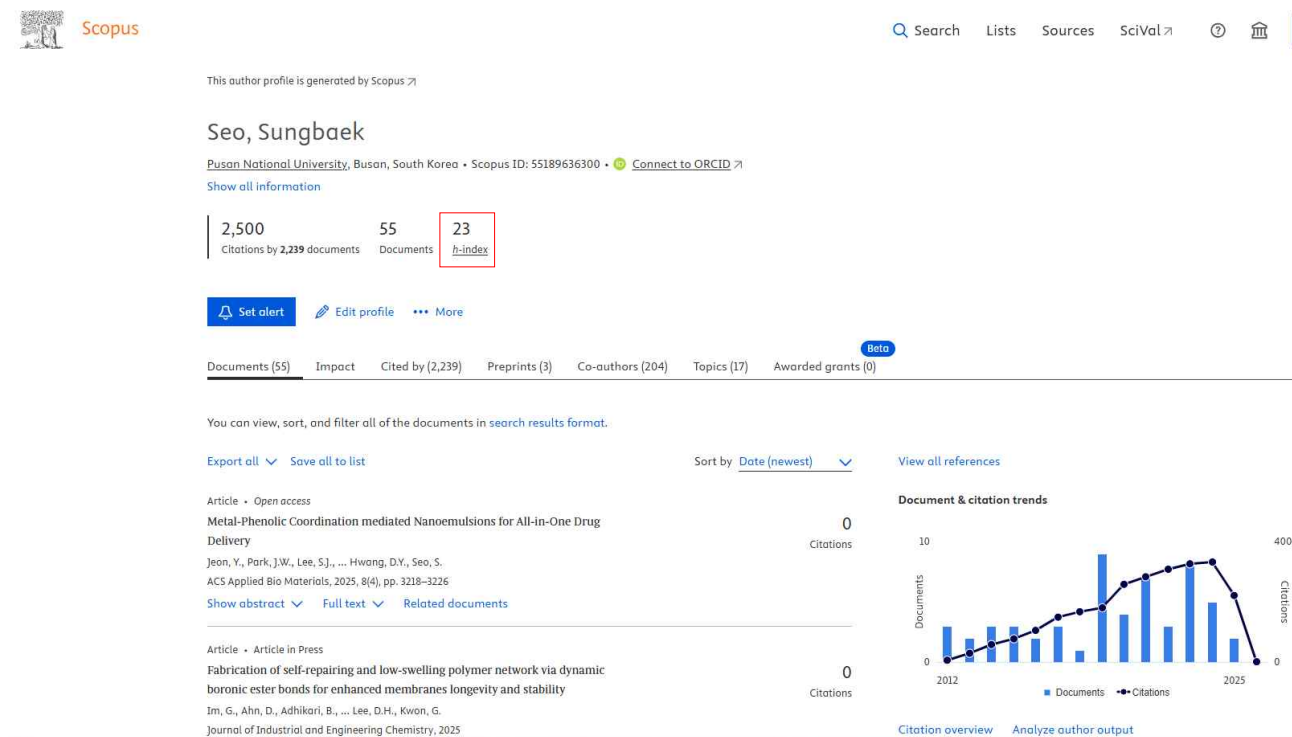 Scopus
Search Lists Sources SciVal
This author profile is generated by Scopus
Seo, Sungbaek
Pusan National University, Busan, South Korea • Scopus ID: 55189636300 • iD Connect to ORCID
Show all information
2,500 55 23
Citations by 2,239 documents Documents h-index
Set alert Edit profile ••• More
Beta
Documents (55) Impact Cited by (2,239) Preprints (3) Co-authors (204) Topics (17) Awarded grants (0)
You can view, sort, and filter all of the documents in search results format.
Export all Save all to list Sort by Date (newest) View all references
Article • Open access
Metal-Phenolic Coordination mediated Nanoemulsions for All-in-One Drug
Delivery
0
Citations
Jeon, Y., Park, J.W., Lee, S.J., ... Hwang, D.Y., Seo, S.
ACS Applied Bio Materials, 2025, 8(4), pp. 3218–3226
Show abstract Full text Related documents
Article • Article in Press
Fabrication of self-repairing and low-swelling polymer network via dynamic
boronic ester bonds for enhanced membranes longevity and stability
0
Citations
Im, G., Ahn, D., Adhikari, B., ... Lee, D.H., Kwon, G.
Journal of Industrial and Engineering Chemistry, 2025
Document & citation trends
10 400
Documents
Citations
0 0
2012 2025
Documents Citations
Citation overview Analyze author output